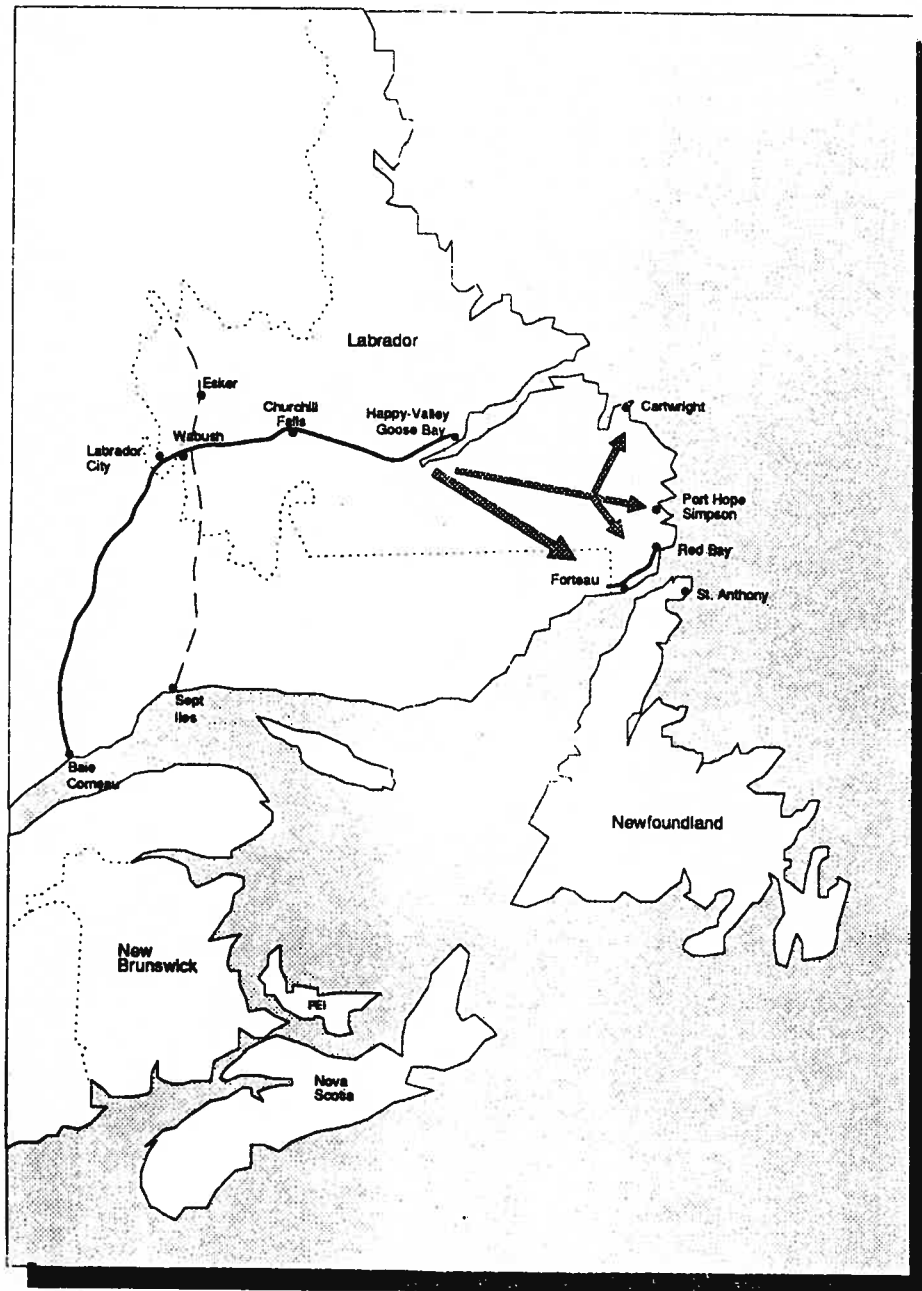 Labrador
Esker
Churchill
Falls
Happy-Valley
Goose Bay
Cartwright
Wabush
Labrador
City
Port Hope
Simpson
Red Bay
Forteau
St. Anthony
Sept
Iles
Baie
Comeau
Newfoundland
New
Brunswick
PEI
Nova
Scotia